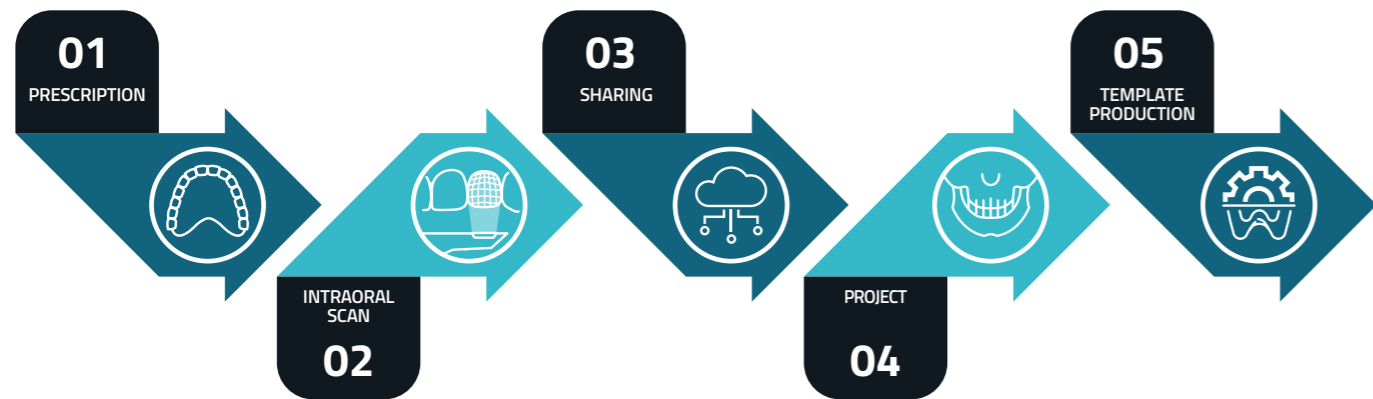 01
PRESCRIPTION
INTRAORAL
SCAN
02
03
SHARING
PROJECT
04
05
TEMPLATE
PRODUCTION